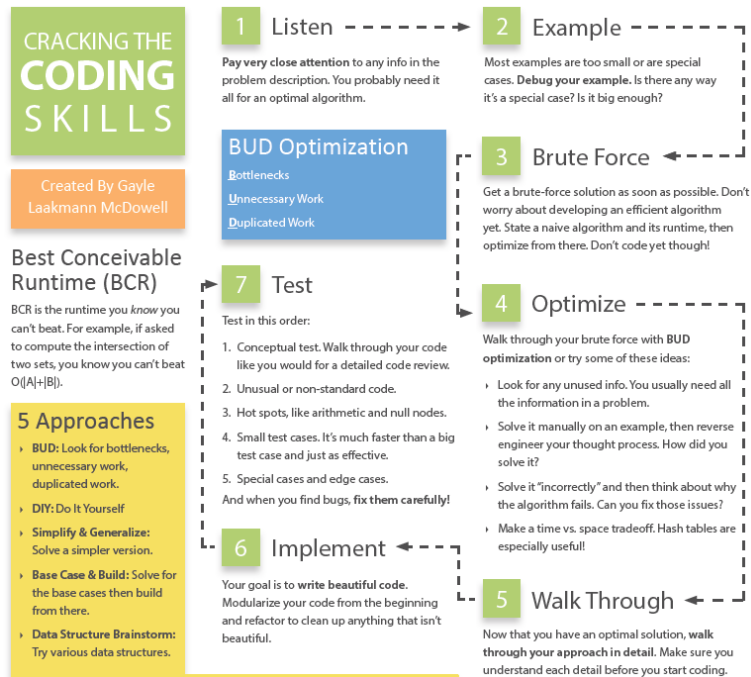 CRACKING THE
CODING
SKILLS
Created By Gayle
Laakmann McDowell
Best Conceivable
Runtime (BCR)
BCR is the runtime you know you
can't beat. For example, if asked
to compute the intersection of
two sets, you know you can't beat
O(|A|+|B|).
5 Approaches
› BUD: Look for bottlenecks,
unnecessary work,
duplicated work.
› DIY: Do It Yourself
› Simplify & Generalize:
Solve a simpler version.
› Base Case & Build: Solve for
the base cases then build
from there.
› Data Structure Brainstorm:
Try various data structures.
1 Listen
Pay very close attention to any info in the
problem description. You probably need it
all for an optimal algorithm.
BUD Optimization
Bottlenecks
Unnecessary Work
Duplicated Work
2 Example
Most examples are too small or are special
cases. Debug your example. Is there any way
it's a special case? Is it big enough?
3 Brute Force
Get a brute-force solution as soon as possible. Don't
worry about developing an efficient algorithm
yet. State a naive algorithm and its runtime, then
optimize from there. Don't code yet though!
4 Optimize
Walk through your brute force with BUD
optimization or try some of these ideas:
› Look for any unused info. You usually need all
the information in a problem.
› Solve it manually on an example, then reverse
engineer your thought process. How did you
solve it?
› Solve it "incorrectly" and then think about why
the algorithm fails. Can you fix those issues?
› Make a time vs. space tradeoff. Hash tables are
especially useful!
5 Walk Through
Now that you have an optimal solution, walk
through your approach in detail. Make sure you
understand each detail before you start coding.
6 Implement
Your goal is to write beautiful code.
Modularize your code from the beginning
and refactor to clean up anything that isn't
beautiful.
7 Test
Test in this order:
1. Conceptual test. Walk through your code
like you would for a detailed code review.
2. Unusual or non-standard code.
3. Hot spots, like arithmetic and null nodes.
4. Small test cases. It's much faster than a big
test case and just as effective.
5. Special cases and edge cases.
And when you find bugs, fix them carefully!